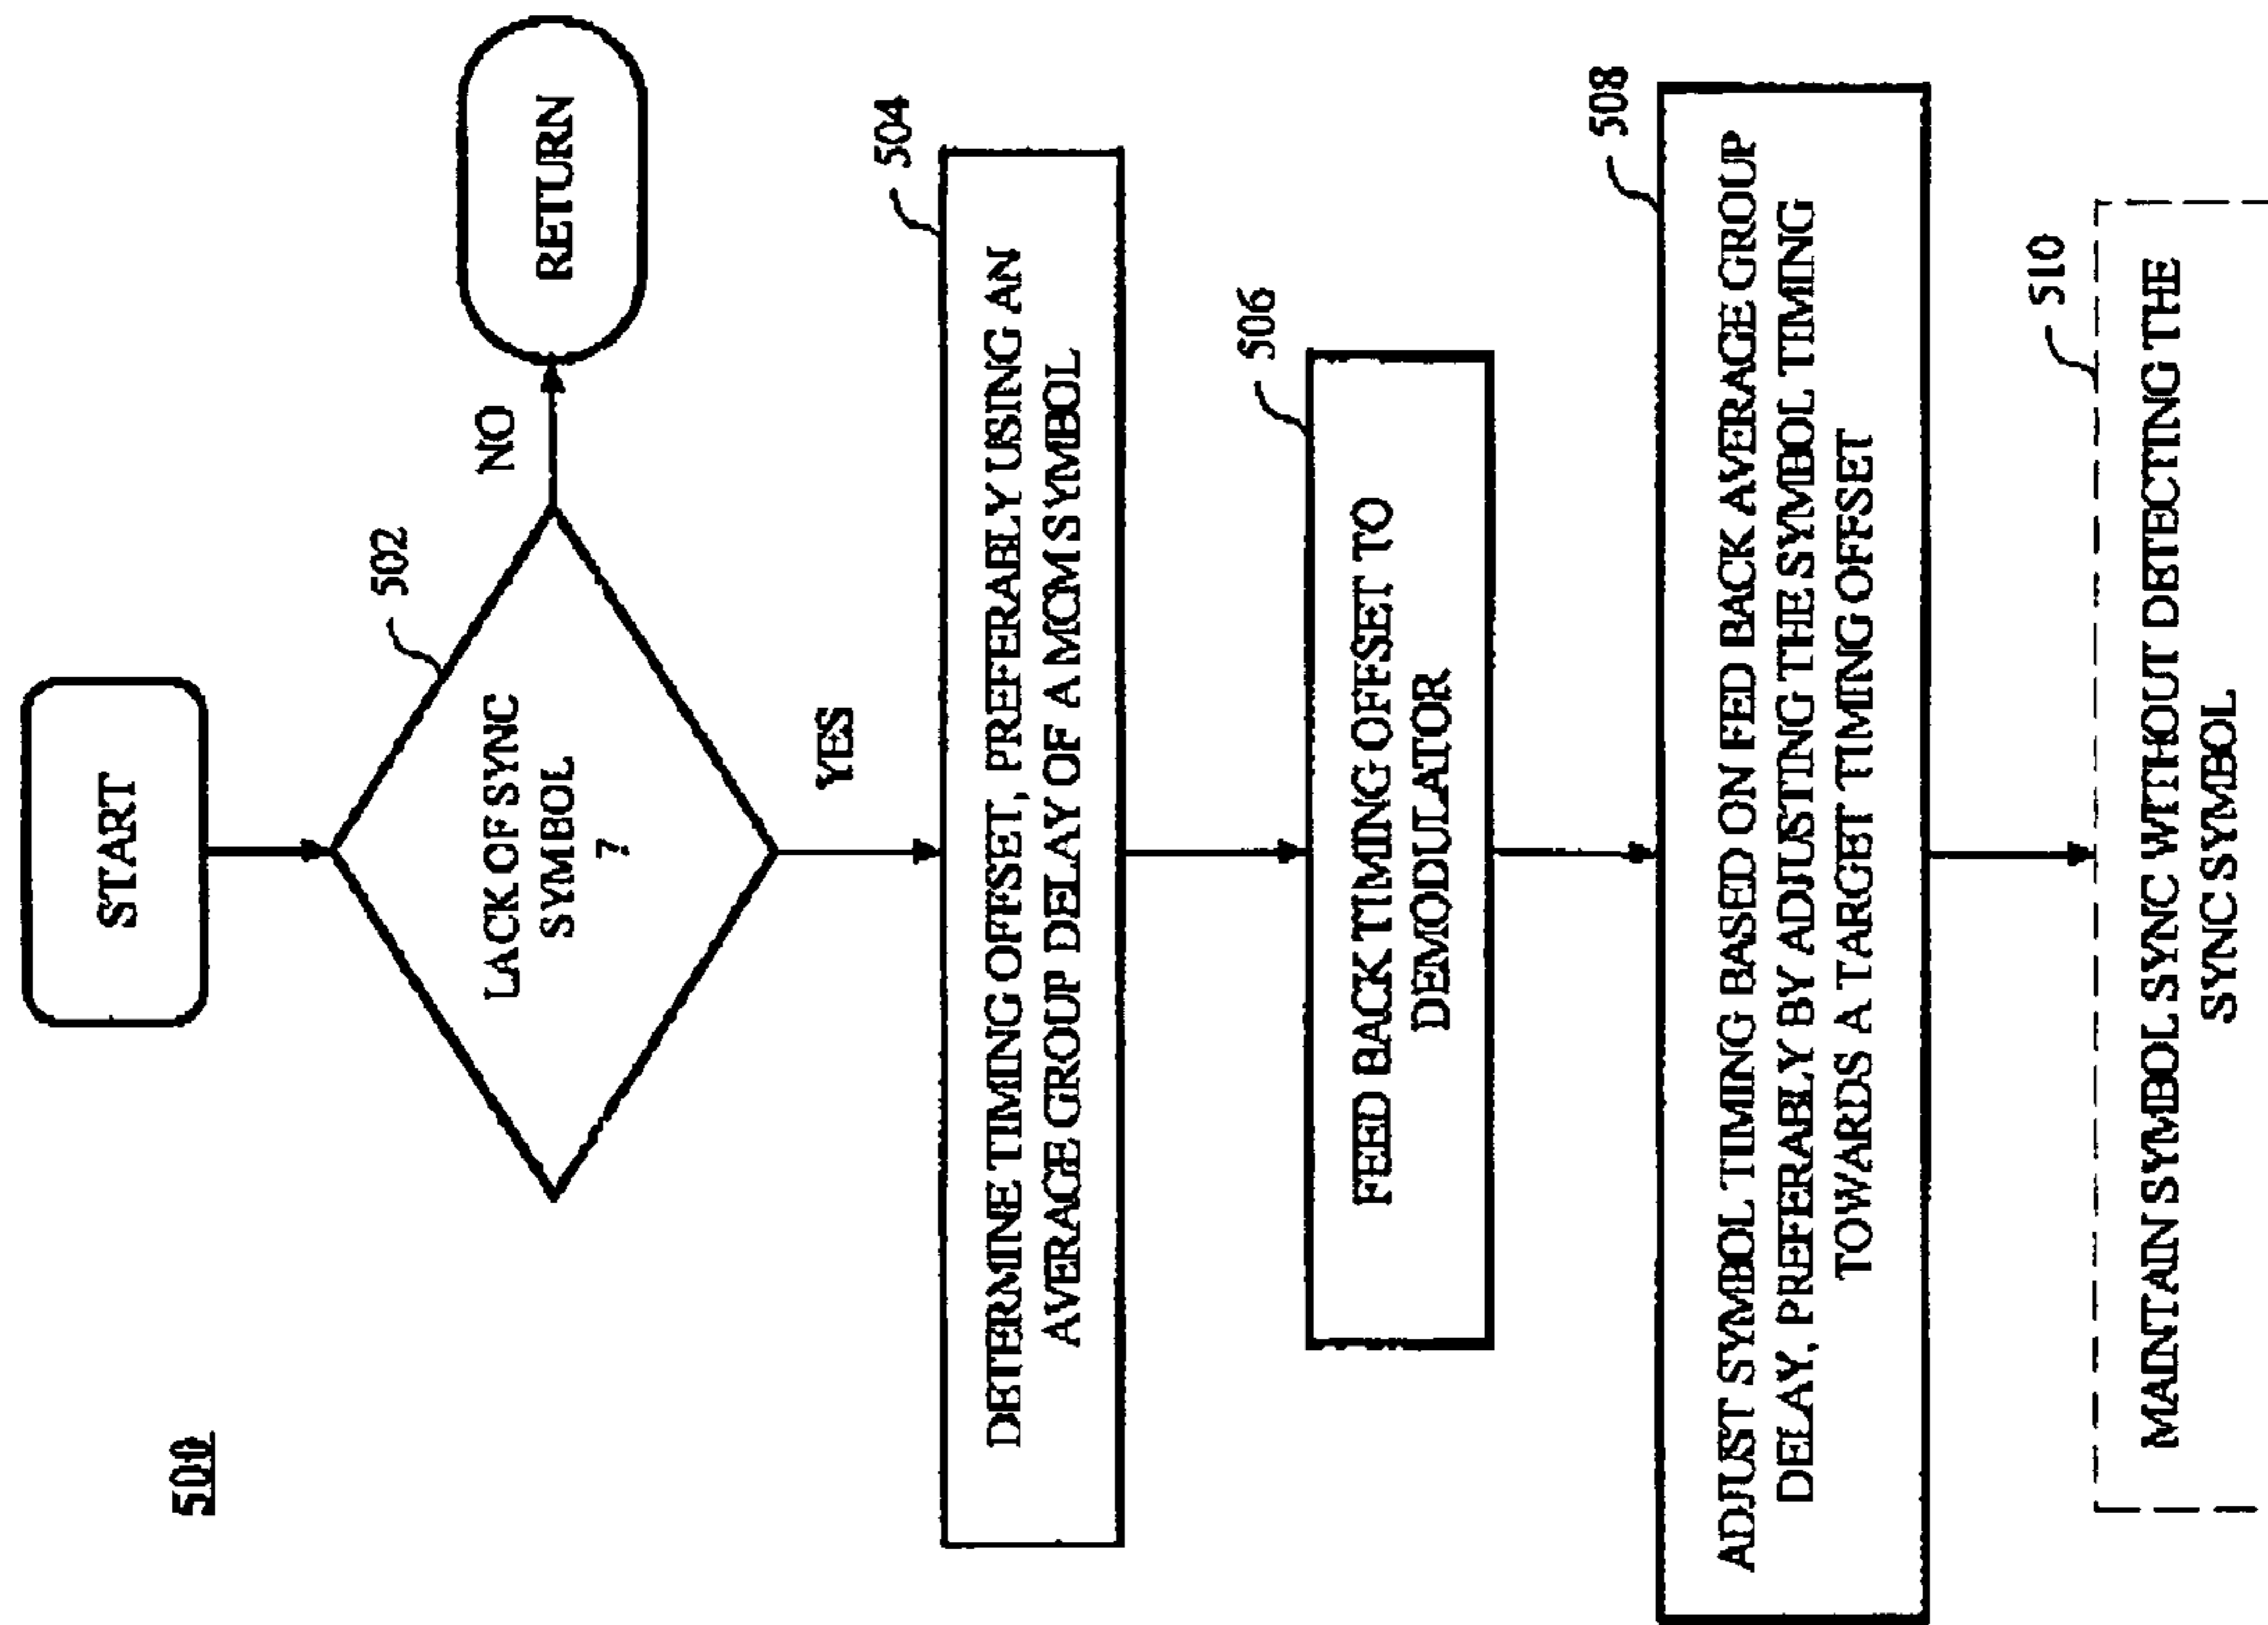 500
START
502
LACK OF SYNC
SYMBOL
?
NO
RETURN
YES
504
DETERMINE TIMING OFFSET, PREFERABLY USING AN
AVERAGE GROUP DELAY OF A MCM SYMBOL
506
FEED BACK TIMING OFFSET TO
DEMODULATOR
508
ADJUST SYMBOL TIMING BASED ON FED BACK AVERAGE GROUP
DELAY, PREFERABLY BY ADJUSTING THE SYMBOL TIMING
TOWARDS A TARGET TIMING OFFSET
510
MAINTAIN SYMBOL SYNC WITHOUT DETECTING THE
SYNC SYMBOL